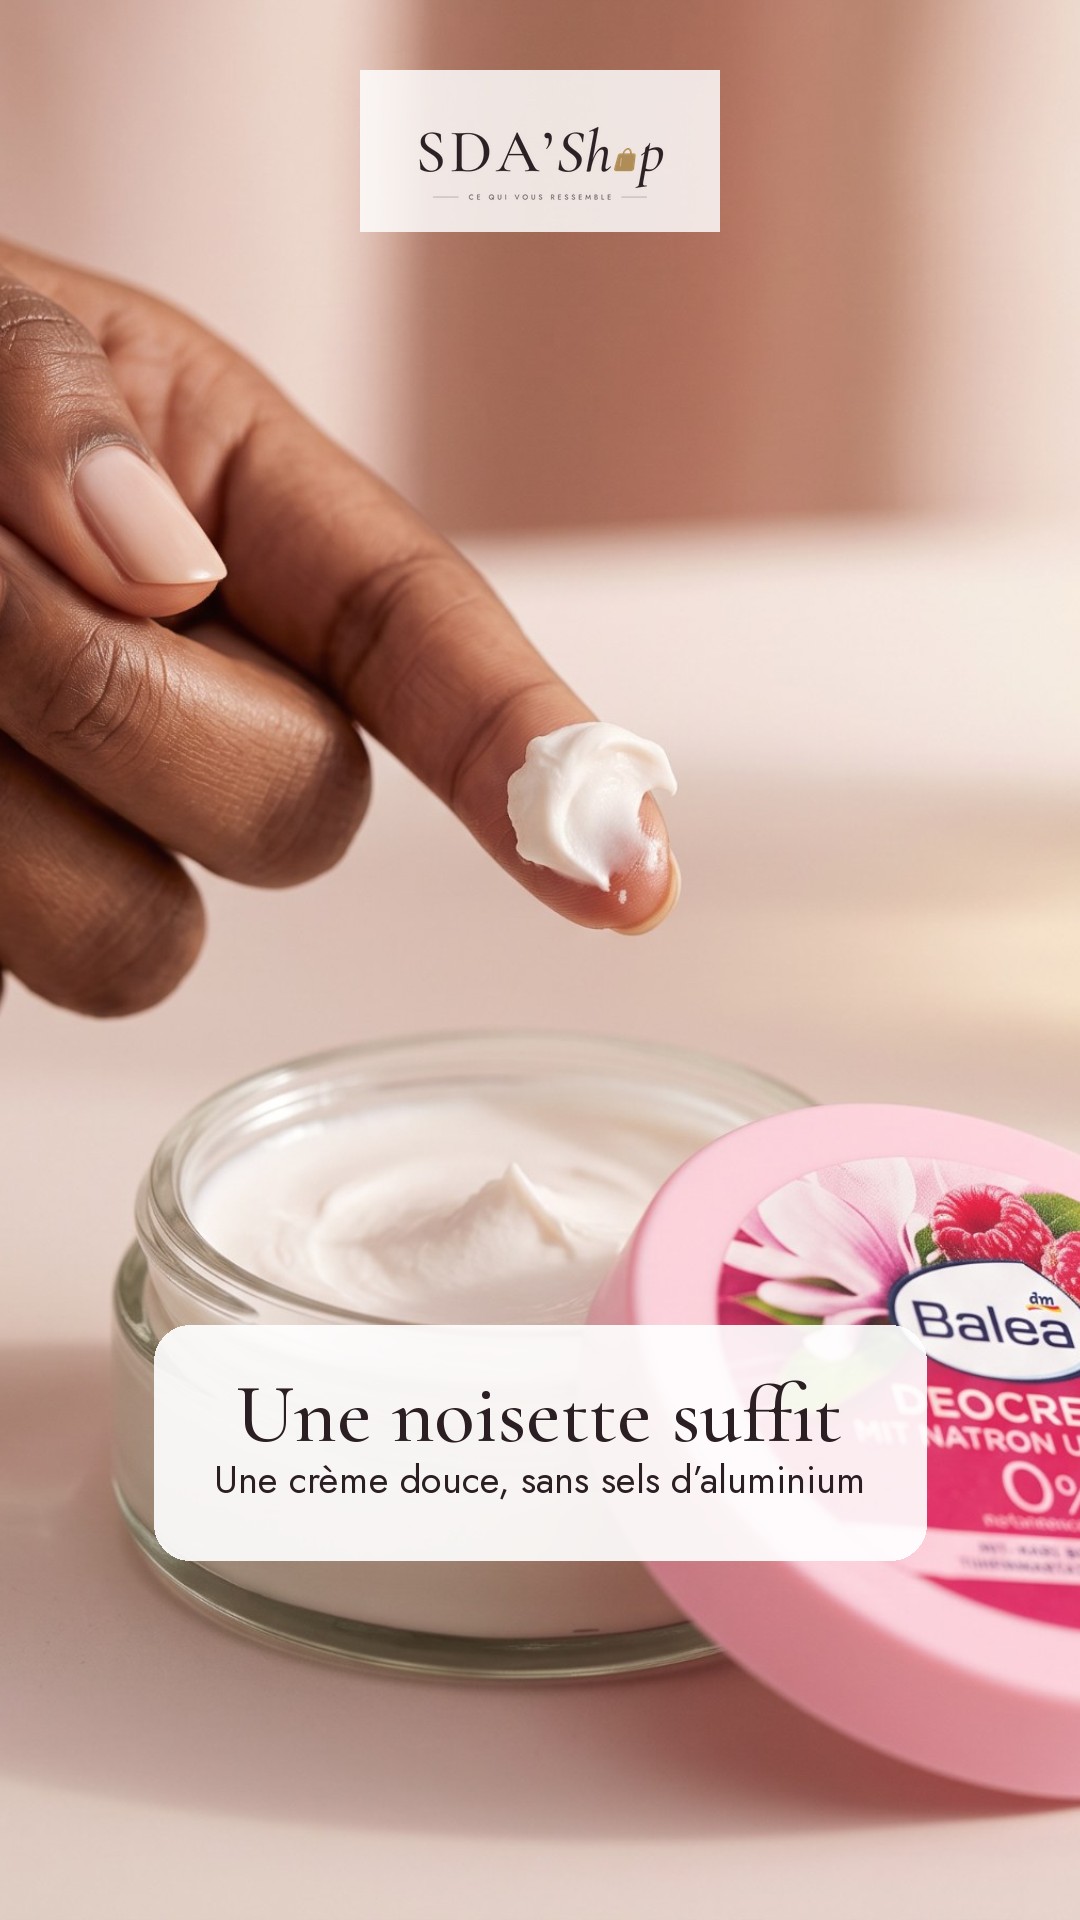 SDA’Shop
CE QUI VOUS RESSEMBLE
dm
Balea
DEOCRE
MIT NATRON U
0%
Une noisette suffit
Une crème douce, sans sels d’aluminium